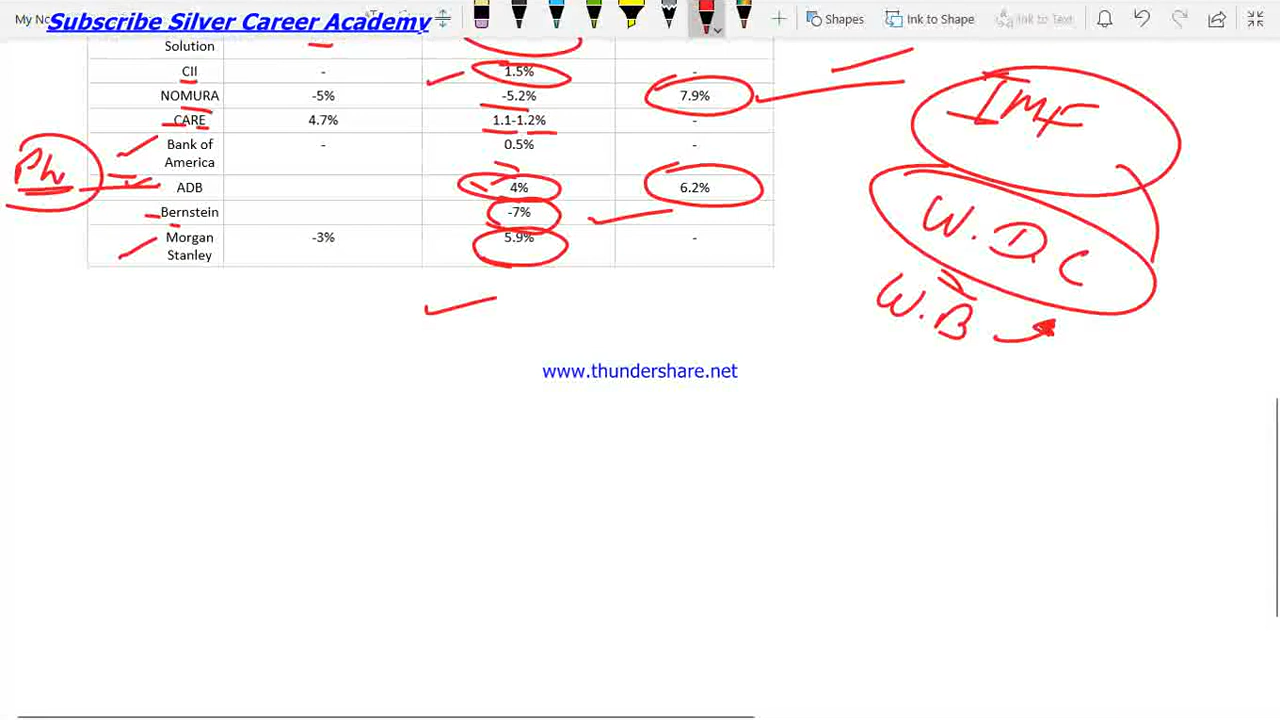 My No
Subscribe Silver Career Academy
Shapes
Ink to Shape
Ink to Text
Solution
CII - 1.5% -
NOMURA -5% -5.2% 7.9%
CARE 4.7% 1.1-1.2% -
Bank of America - 0.5% -
ADB 4% 6.2%
Bernstein -7%
Morgan Stanley -3% 5.9% -
IMF
W.D.C
W.B
www.thundershare.net